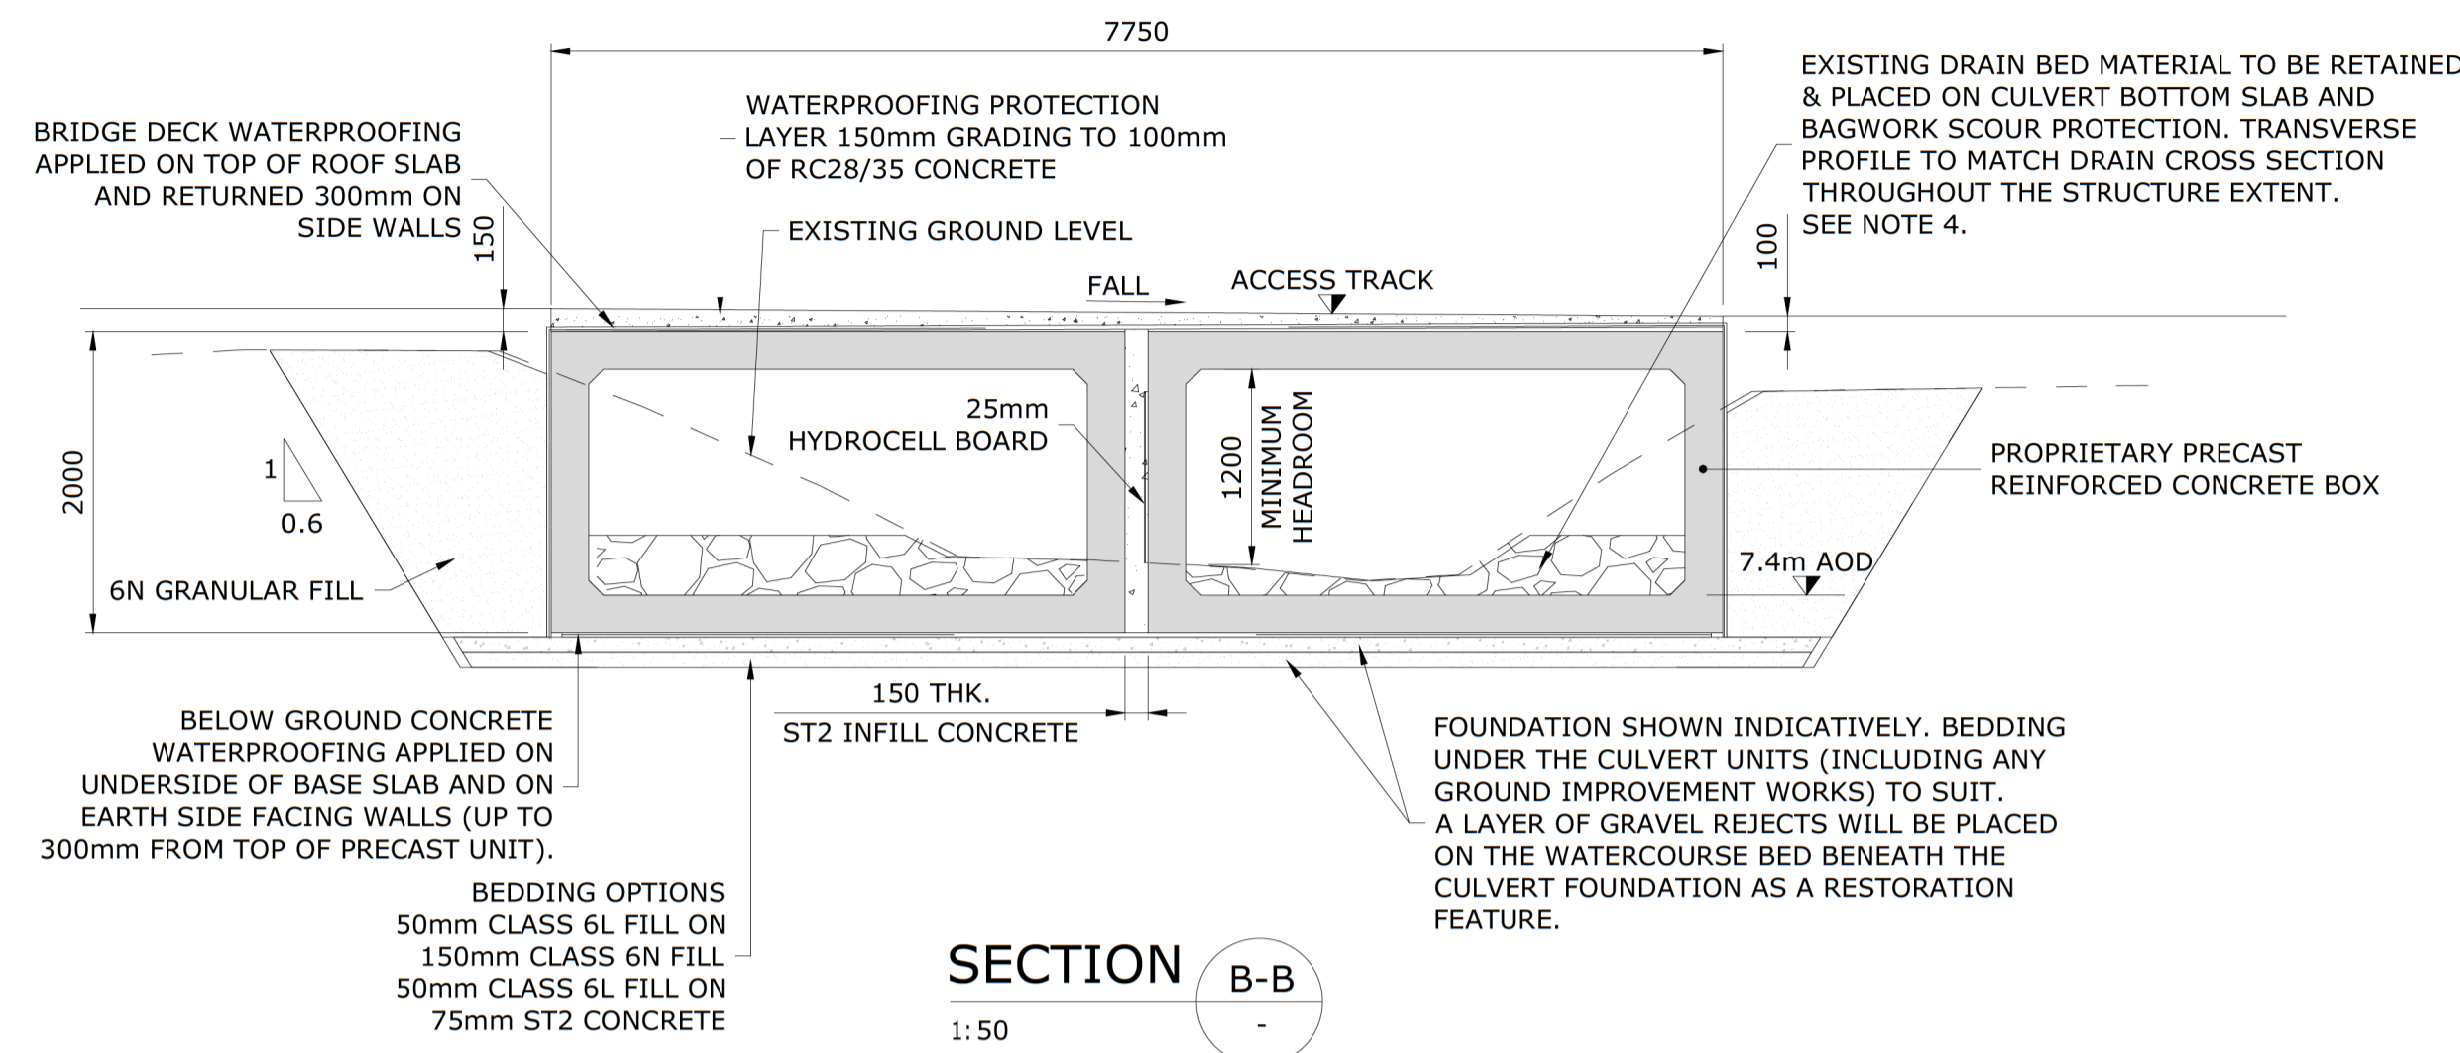 7750
EXISTING DRAIN BED MATERIAL TO BE RETAINED
& PLACED ON CULVERT BOTTOM SLAB AND
BAGWORK SCOUR PROTECTION. TRANSVERSE
PROFILE TO MATCH DRAIN CROSS SECTION
THROUGHOUT THE STRUCTURE EXTENT.
SEE NOTE 4.
WATERPROOFING PROTECTION
LAYER 150mm GRADING TO 100mm
OF RC28/35 CONCRETE
BRIDGE DECK WATERPROOFING
APPLIED ON TOP OF ROOF SLAB
AND RETURNED 300mm ON
SIDE WALLS
150
EXISTING GROUND LEVEL
100
FALL
ACCESS TRACK
25mm
HYDROCELL BOARD
1200
MINIMUM
HEADROOM
2000
1
0.6
PROPRIETARY PRECAST
REINFORCED CONCRETE BOX
7.4m AOD
6N GRANULAR FILL
150 THK.
ST2 INFILL CONCRETE
BELOW GROUND CONCRETE
WATERPROOFING APPLIED ON
UNDERSIDE OF BASE SLAB AND ON
EARTH SIDE FACING WALLS (UP TO
300mm FROM TOP OF PRECAST UNIT).
FOUNDATION SHOWN INDICATIVELY. BEDDING
UNDER THE CULVERT UNITS (INCLUDING ANY
GROUND IMPROVEMENT WORKS) TO SUIT.
A LAYER OF GRAVEL REJECTS WILL BE PLACED
ON THE WATERCOURSE BED BENEATH THE
CULVERT FOUNDATION AS A RESTORATION
FEATURE.
BEDDING OPTIONS
50mm CLASS 6L FILL ON
150mm CLASS 6N FILL
50mm CLASS 6L FILL ON
75mm ST2 CONCRETE
SECTION
B-B
-
1:50